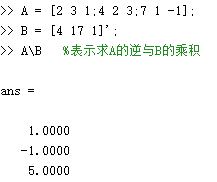 >> A = [2 3 1;4 2 3;7 1 -1];
>> B = [4 17 1]';
>> A\B %表示求A的逆与B的乘积
ans =
1.0000
-1.0000
5.0000